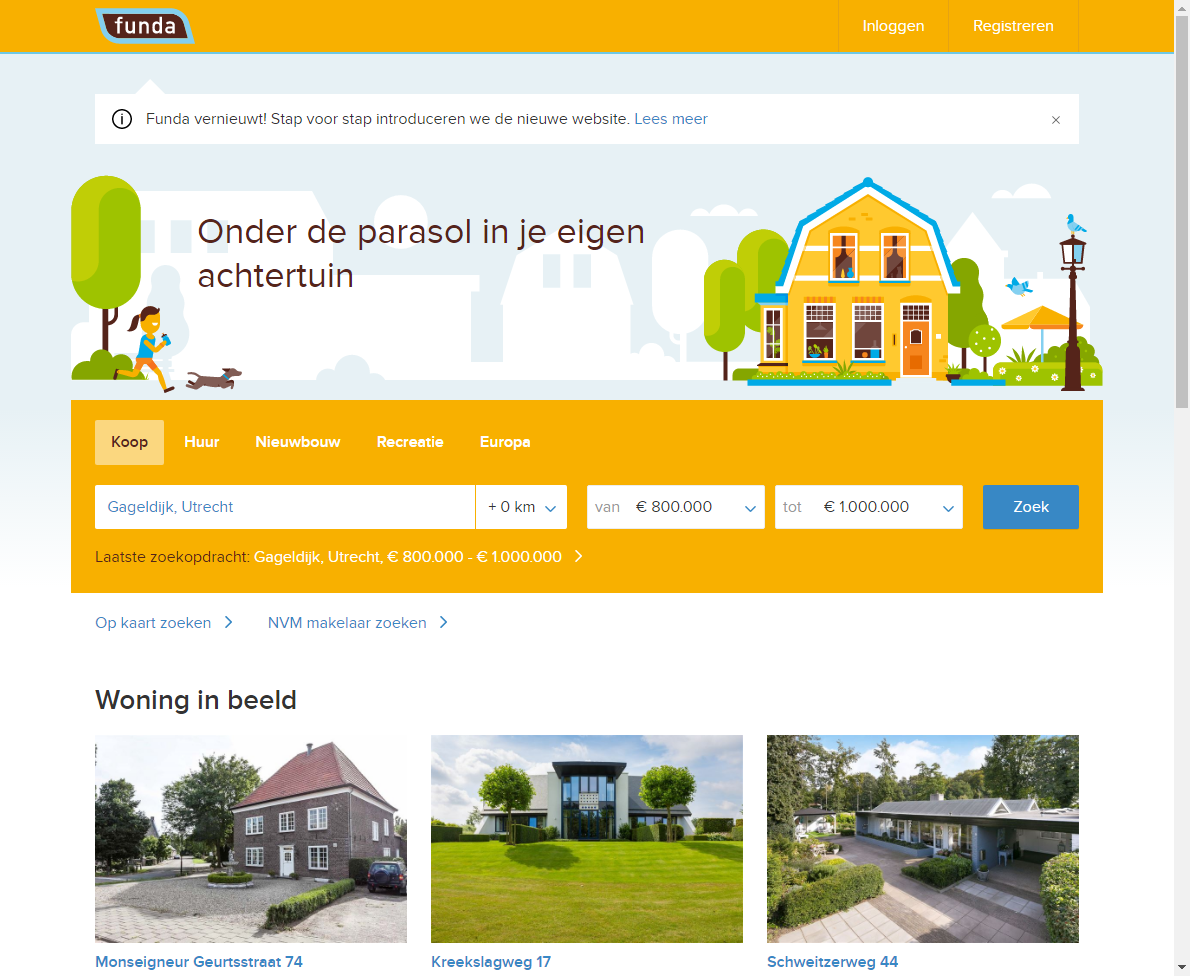 funda
Inloggen
Registreren
Funda vernieuwt! Stap voor stap introduceren we de nieuwe website. Lees meer
Onder de parasol in je eigen
achtertuin
Koop Huur Nieuwbouw Recreatie Europa
Gageldijk, Utrecht + 0 km van € 800.000 tot € 1.000.000 Zoek
Laatste zoekopdracht: Gageldijk, Utrecht, € 800.000 - € 1.000.000
Op kaart zoeken NVM makelaar zoeken
Woning in beeld
Monseigneur Geurtsstraat 74 Kreekslagweg 17 Schweitzerweg 44